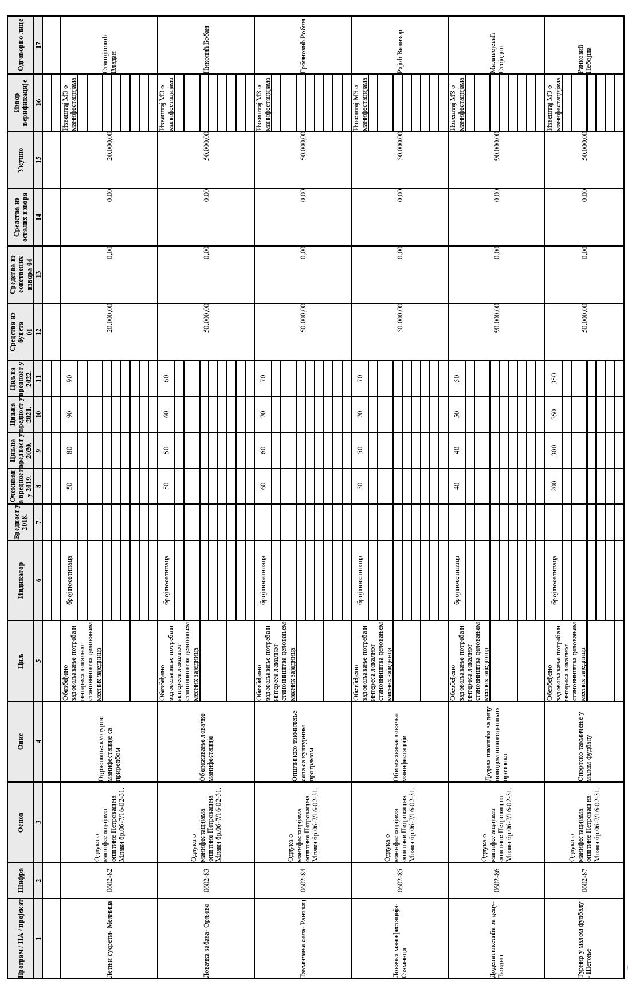 Програм / ПА / пројекат
Шифра
Основ
Опис
Циљ
Индикатор
Вредност у
2018.
Очекиван
а вредност
у 2019.
Циљна
вредност у
2020.
Циљна
вредност у
2021.
Циљна
вредност у
2022.
Средства из
буџета
01
Средства из
сопствених
извора 04
Средства из
осталих извора
Укупно
Извор
верификације
Одговорно лице
1
2
3
4
5
6
7
8
9
10
11
12
13
14
15
16
17
Летњи сусрети- Мелница
0602-82
Одлука о
манифестацијама
општине Петровац на
Млави бр.06-7/16-02-31.
Одржавање културне
манифестације са
приредбом
Обезбеђено
задовољавање потреба и
интереса локалног
становништва деловањем
месних заједница
број посетилаца
50
80
90
90
20.000,00
0,00
0,00
20.000,00
Извештај МЗ о
манифестацијама
Станојловић
Владан
Ловачка забава- Орљево
0602-83
Одлука о
манифестацијама
општине Петровац на
Млави бр.06-7/16-02-31.
Обележавање ловачке
манифестације
Обезбеђено
задовољавање потреба и
интереса локалног
становништва деловањем
месних заједница
број посетилаца
50
50
60
60
50.000,00
0,00
0,00
50.000,00
Извештај МЗ о
манифестацијама
Николић Бобан
Такмичење села- Рановац
0602-84
Одлука о
манифестацијама
општине Петровац на
Млави бр.06-7/16-02-31.
Општинско такмичење
села са културним
програмом
Обезбеђено
задовољавање потреба и
интереса локалног
становништва деловањем
месних заједница
број посетилаца
60
60
70
70
50.000,00
0,00
0,00
50.000,00
Извештај МЗ о
манифестацијама
Грбиновић Робин
Ловачка манифестација-
Стамница
0602-85
Одлука о
манифестацијама
општине Петровац на
Млави бр.06-7/16-02-31.
Обележавање ловачке
манифестације
Обезбеђено
задовољавање потреба и
интереса локалног
становништва деловањем
месних заједница
број посетилаца
50
50
70
70
50.000,00
0,00
0,00
50.000,00
Извештај МЗ о
манифестацијама
Рајић Велизор
Додела пакетића за децу-
Ћовдин
0602-86
Одлука о
манифестацијама
општине Петровац на
Млави бр.06-7/16-02-31.
Додела пакетића за децу
поводом новогодишњих
празника
Обезбеђено
задовољавање потреба и
интереса локалног
становништва деловањем
месних заједница
број посетилаца
40
40
50
50
90.000,00
0,00
0,00
90.000,00
Извештај МЗ о
манифестацијама
Миливојевић
Стојадин
Турнир у малом фудбалу
- Шетоње
0602-87
Одлука о
манифестацијама
општине Петровац на
Млави бр.06-7/16-02-31.
Спортско такмичење у
малом фудбалу
Обезбеђено
задовољавање потреба и
интереса локалног
становништва деловањем
месних заједница
број посетилаца
200
300
350
350
50.000,00
0,00
0,00
50.000,00
Извештај МЗ о
манифестацијама
Ранковић
Небојша